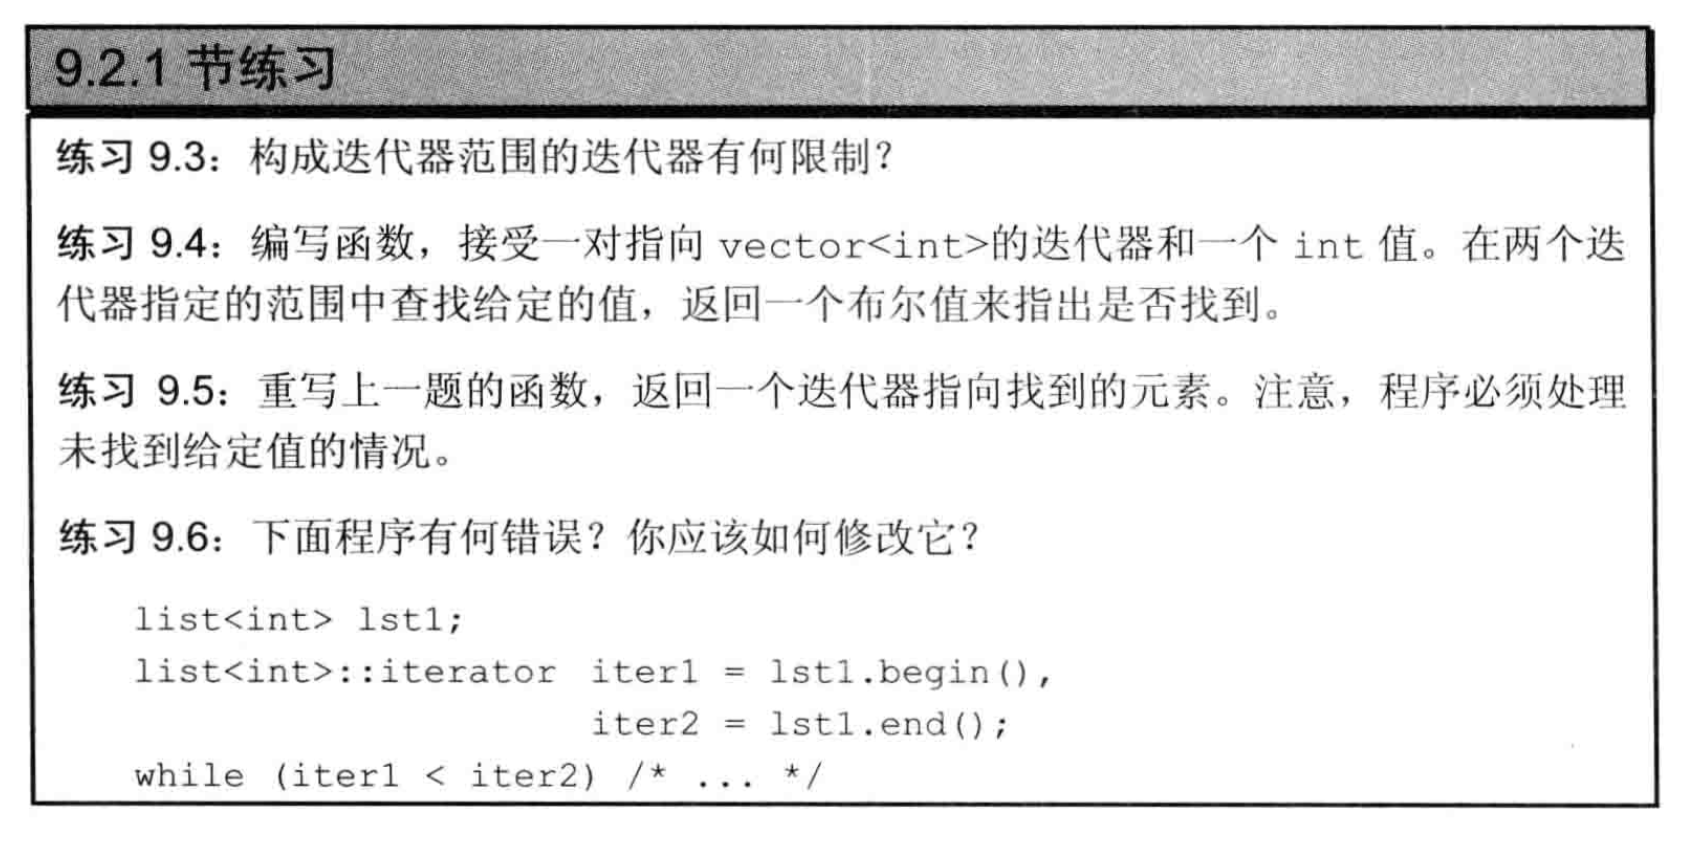 9.2.1 节练习
练习 9.3：构成迭代器范围的迭代器有何限制？
练习 9.4：编写函数，接受一对指向 vector<int>的迭代器和一个 int 值。在两个迭
代器指定的范围中查找给定的值，返回一个布尔值来指出是否找到。
练习 9.5：重写上一题的函数，返回一个迭代器指向找到的元素。注意，程序必须处理
未找到给定值的情况。
练习 9.6：下面程序有何错误？你应该如何修改它？
list<int> lst1;
list<int>::iterator iter1 = lst1.begin(),
iter2 = lst1.end();
while (iter1 < iter2) /* ... */